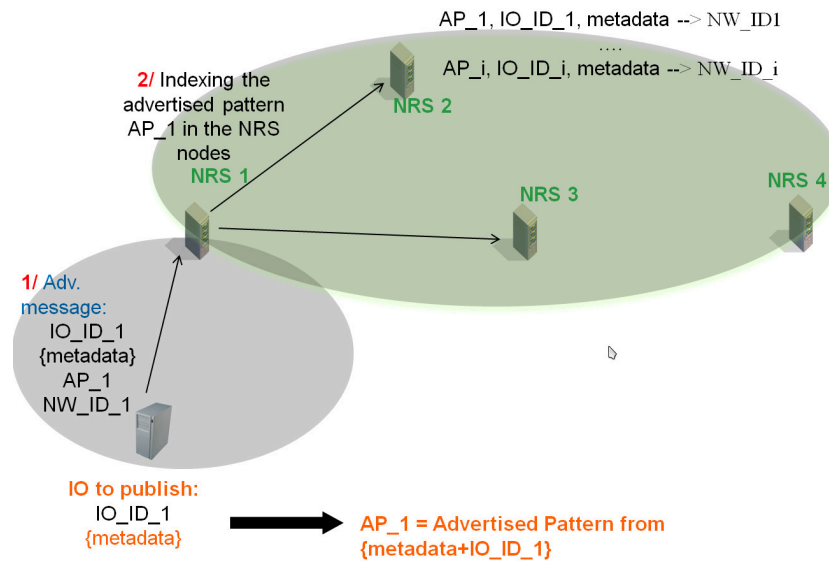 AP_1, IO_ID_1, metadata --> NW_ID1
....
AP_i, IO_ID_i, metadata --> NW_ID_i
2/ Indexing the
advertised pattern
AP_1 in the NRS
nodes
NRS 2
NRS 1
NRS 3
NRS 4
1/ Adv.
message:
IO_ID_1
{metadata}
AP_1
NW_ID_1
IO to publish:
IO_ID_1
{metadata}
AP_1 = Advertised Pattern from
{metadata+IO_ID_1}